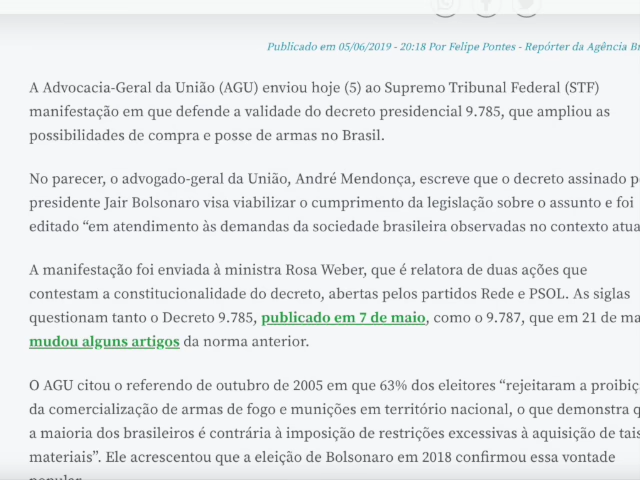 Publicado em 05/06/2019 - 20:18 Por Felipe Pontes - Repórter da Agência
A Advocacia-Geral da União (AGU) enviou hoje (5) ao Supremo Tribunal Federal (STF)
manifestação em que defende a validade do decreto presidencial 9.785, que ampliou as
possibilidades de compra e posse de armas no Brasil.
No parecer, o advogado-geral da União, André Mendonça, escreve que o decreto assinado
presidente Jair Bolsonaro visa viabilizar o cumprimento da legislação sobre o assunto e foi
editado “em atendimento às demandas da sociedade brasileira observadas no contexto
A manifestação foi enviada à ministra Rosa Weber, que é relatora de duas ações que
contestam a constitucionalidade do decreto, abertas pelos partidos Rede e PSOL. As siglas
questionam tanto o Decreto 9.785, publicado em 7 de maio, como o 9.787, que em 21 de
mudou alguns artigos da norma anterior.
O AGU citou o referendo de outubro de 2005 em que 63% dos eleitores “rejeitaram a
da comercialização de armas de fogo e munições em território nacional, o que demonstra
a maioria dos brasileiros é contrária à imposição de restrições excessivas à aquisição de tais
materiais”. Ele acrescentou que a eleição de Bolsonaro em 2018 confirmou essa vontade